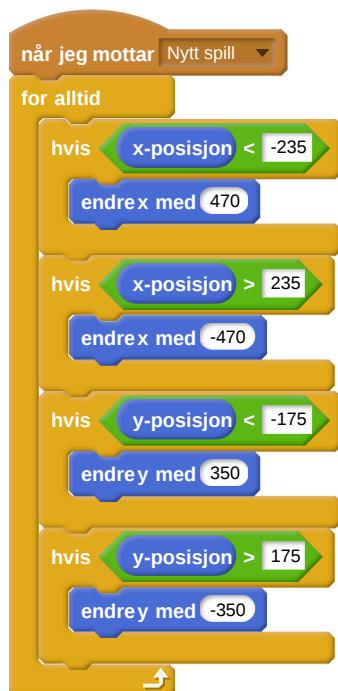 når jeg mottar Nytt spill
for alltid
hvis x-posisjon < -235
endre x med 470
hvis x-posisjon > 235
endre x med -470
hvis y-posisjon < -175
endre y med 350
hvis y-posisjon > 175
endre y med -350